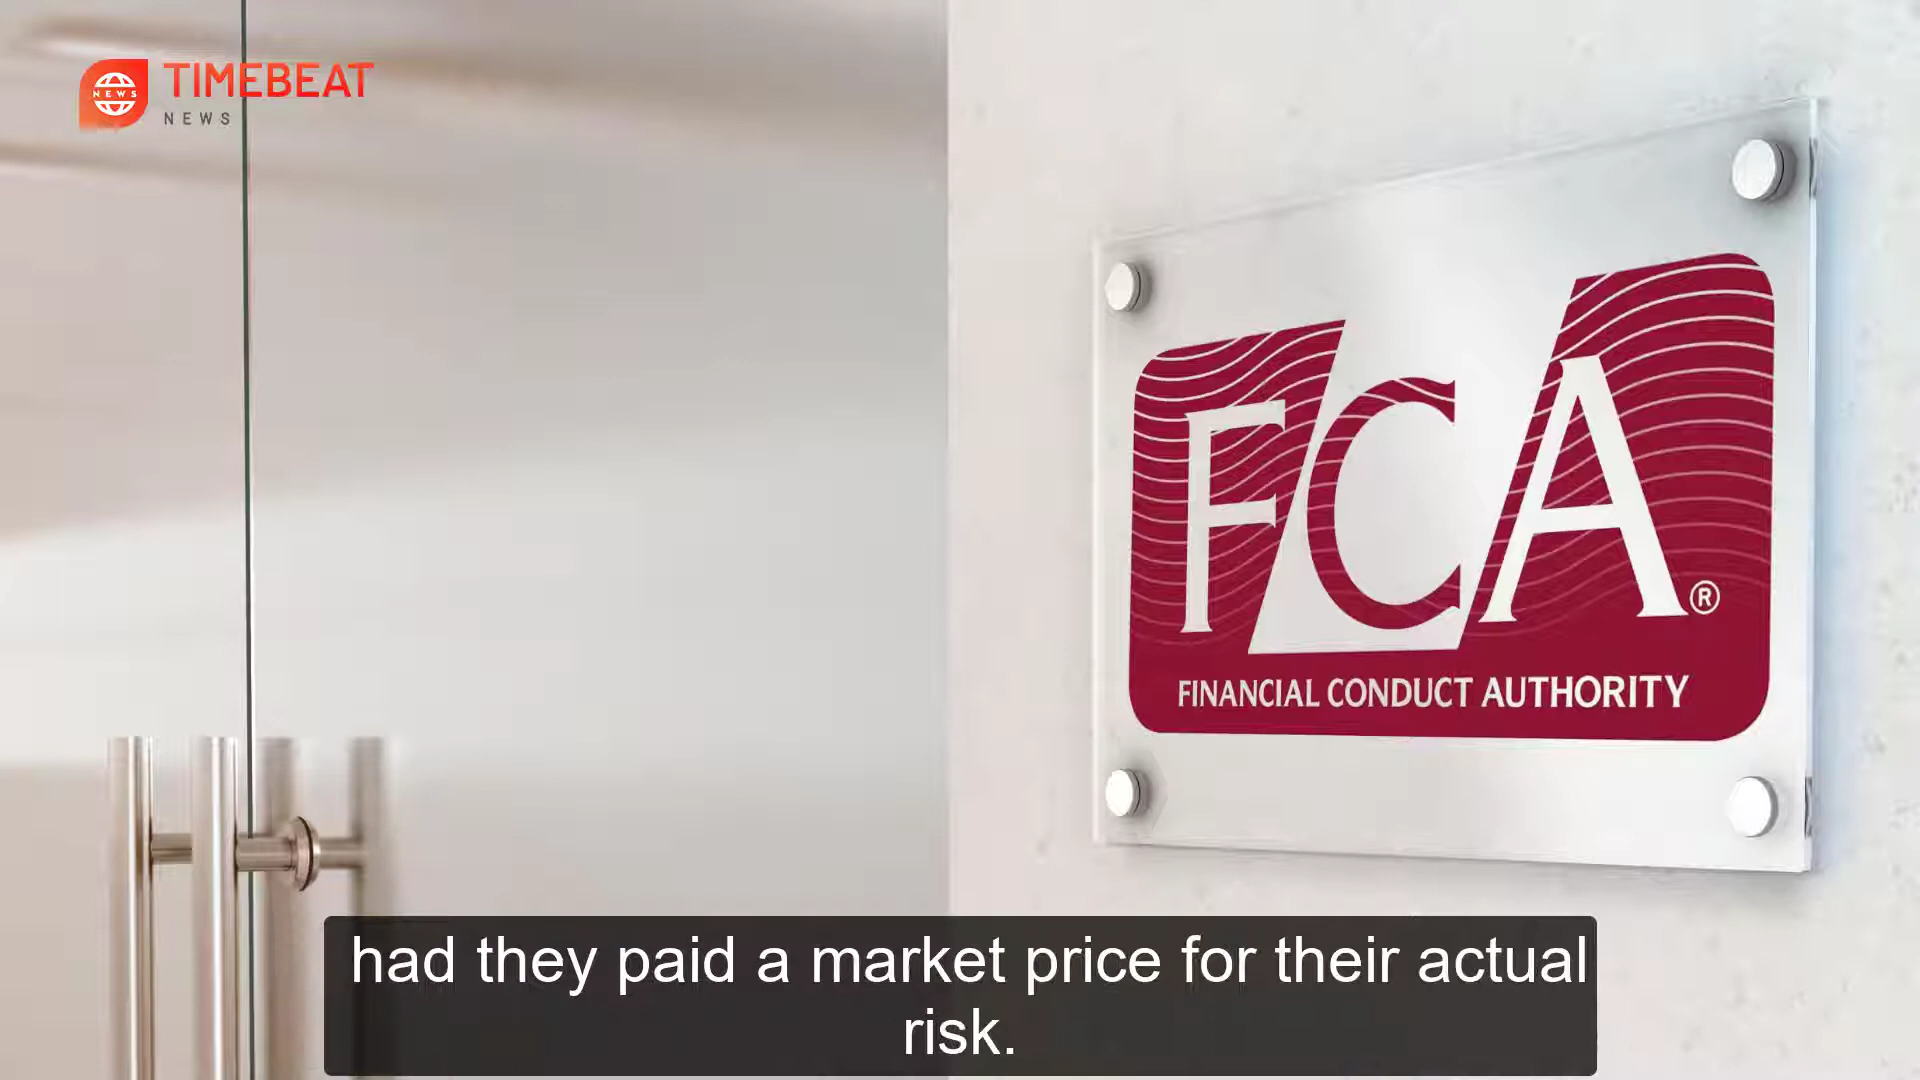 NEWS
TIMEBEAT
NEWS
FCA®
FINANCIAL CONDUCT AUTHORITY
had they paid a market price for their actual
risk.